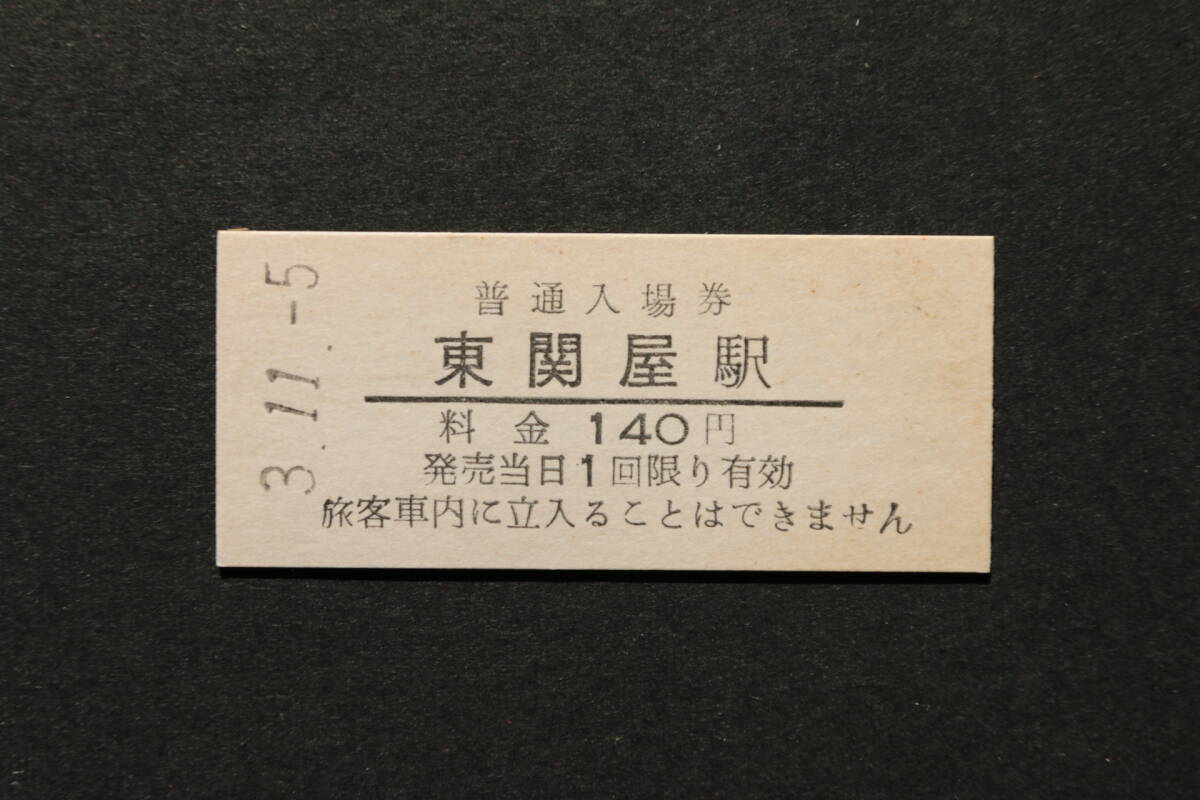 3.11.-5
普通入場券
東関屋駅
料金 140円
発売当日1回限り有効
旅客車内に立入ることはできません